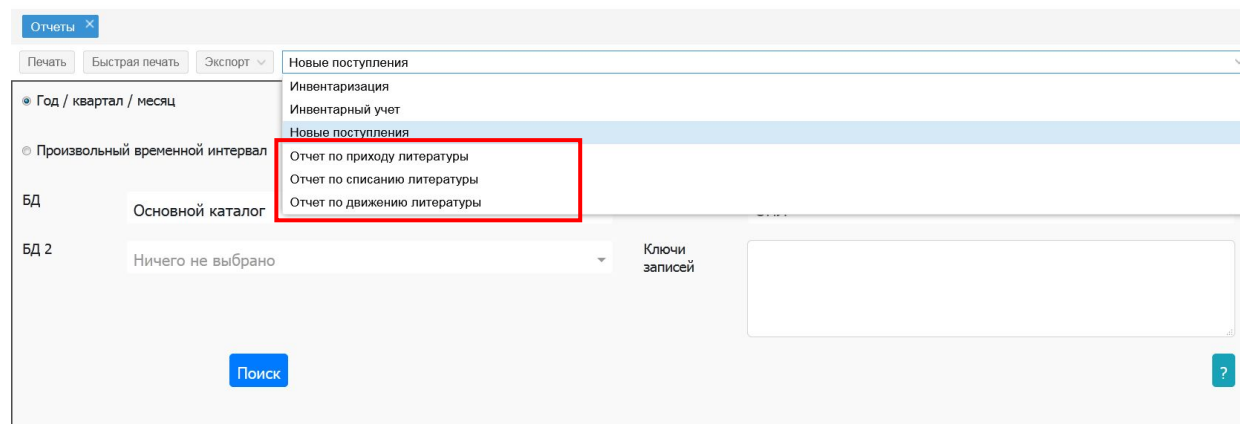 Отчеты ×
Печать Быстрая печать Экспорт Новые поступления
Инвентаризация
Инвентарный учет
Год / квартал / месяц
Новые поступления
Отчет по приходу литературы
Произвольный временной интервал
Отчет по списанию литературы
Отчет по движению литературы
БД Основной каталог
БД 2 Ничего не выбрано Ключи
записей
Поиск ?